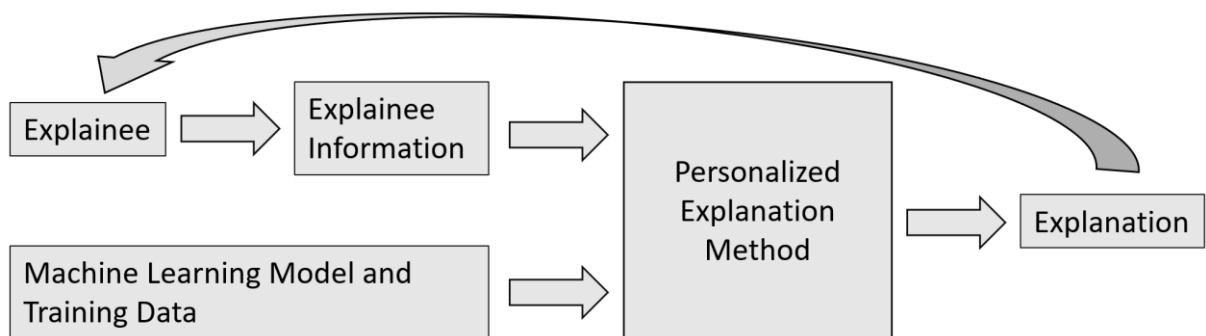 Explainee
Explainee
Information
Machine Learning Model and
Training Data
Personalized
Explanation
Method
Explanation